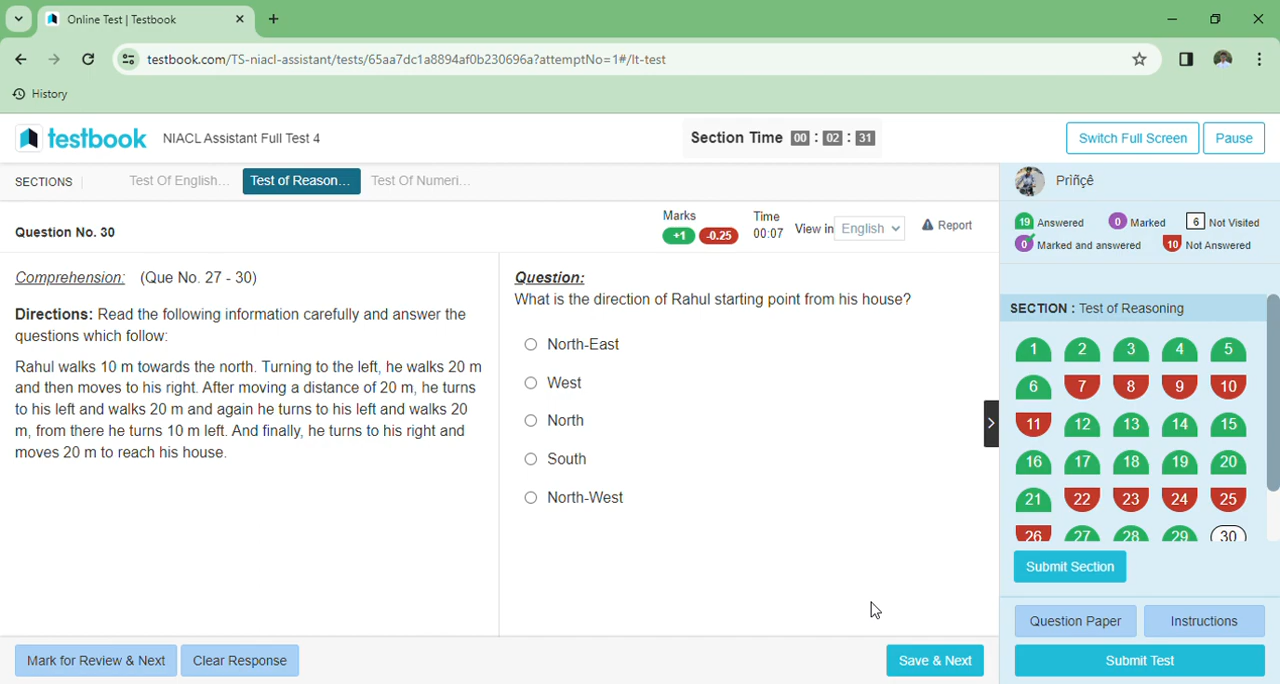 Online Test | Testbook
testbook.com/TS-niacl-assistant/tests/65aa7dc1a8894af0b230696a?attemptNo=1#/lt-test
History
testbook NIACL Assistant Full Test 4
Section Time 00 : 02 : 31
Switch Full Screen Pause
SECTIONS Test Of English... Test of Reason... Test Of Numeri...
Priñçê
Question No. 30
Marks
+1 -0.25
Time
00:07
View in English
Report
19 Answered 0 Marked 6 Not Visited
0 Marked and answered 10 Not Answered
Comprehension: (Que No. 27 - 30)
Directions: Read the following information carefully and answer the
questions which follow:
Rahul walks 10 m towards the north. Turning to the left, he walks 20 m
and then moves to his right. After moving a distance of 20 m, he turns
to his left and walks 20 m and again he turns to his left and walks 20
m, from there he turns 10 m left. And finally, he turns to his right and
moves 20 m to reach his house.
Question:
What is the direction of Rahul starting point from his house?
North-East
West
North
South
North-West
SECTION : Test of Reasoning
1 2 3 4 5
6 7 8 9 10
11 12 13 14 15
16 17 18 19 20
21 22 23 24 25
26 27 28 29 30
Submit Section
Question Paper Instructions
Mark for Review & Next Clear Response Save & Next Submit Test